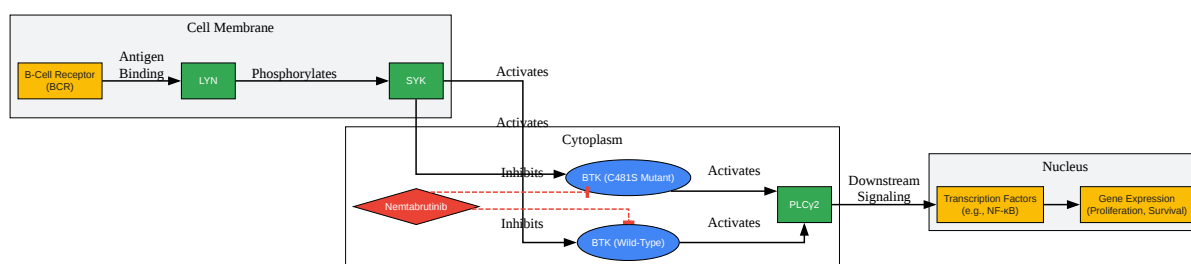 Cell Membrane
B-Cell Receptor
(BCR)
Antigen
Binding
LYN
Phosphorylates
SYK
Activates
Activates
Cytoplasm
Inhibits
BTK (C481S Mutant)
Activates
Nemtabrutinib
Inhibits
BTK (Wild-Type)
Activates
PLCγ2
Downstream
Signaling
Nucleus
Transcription Factors
(e.g., NF-κB)
Gene Expression
(Proliferation, Survival)